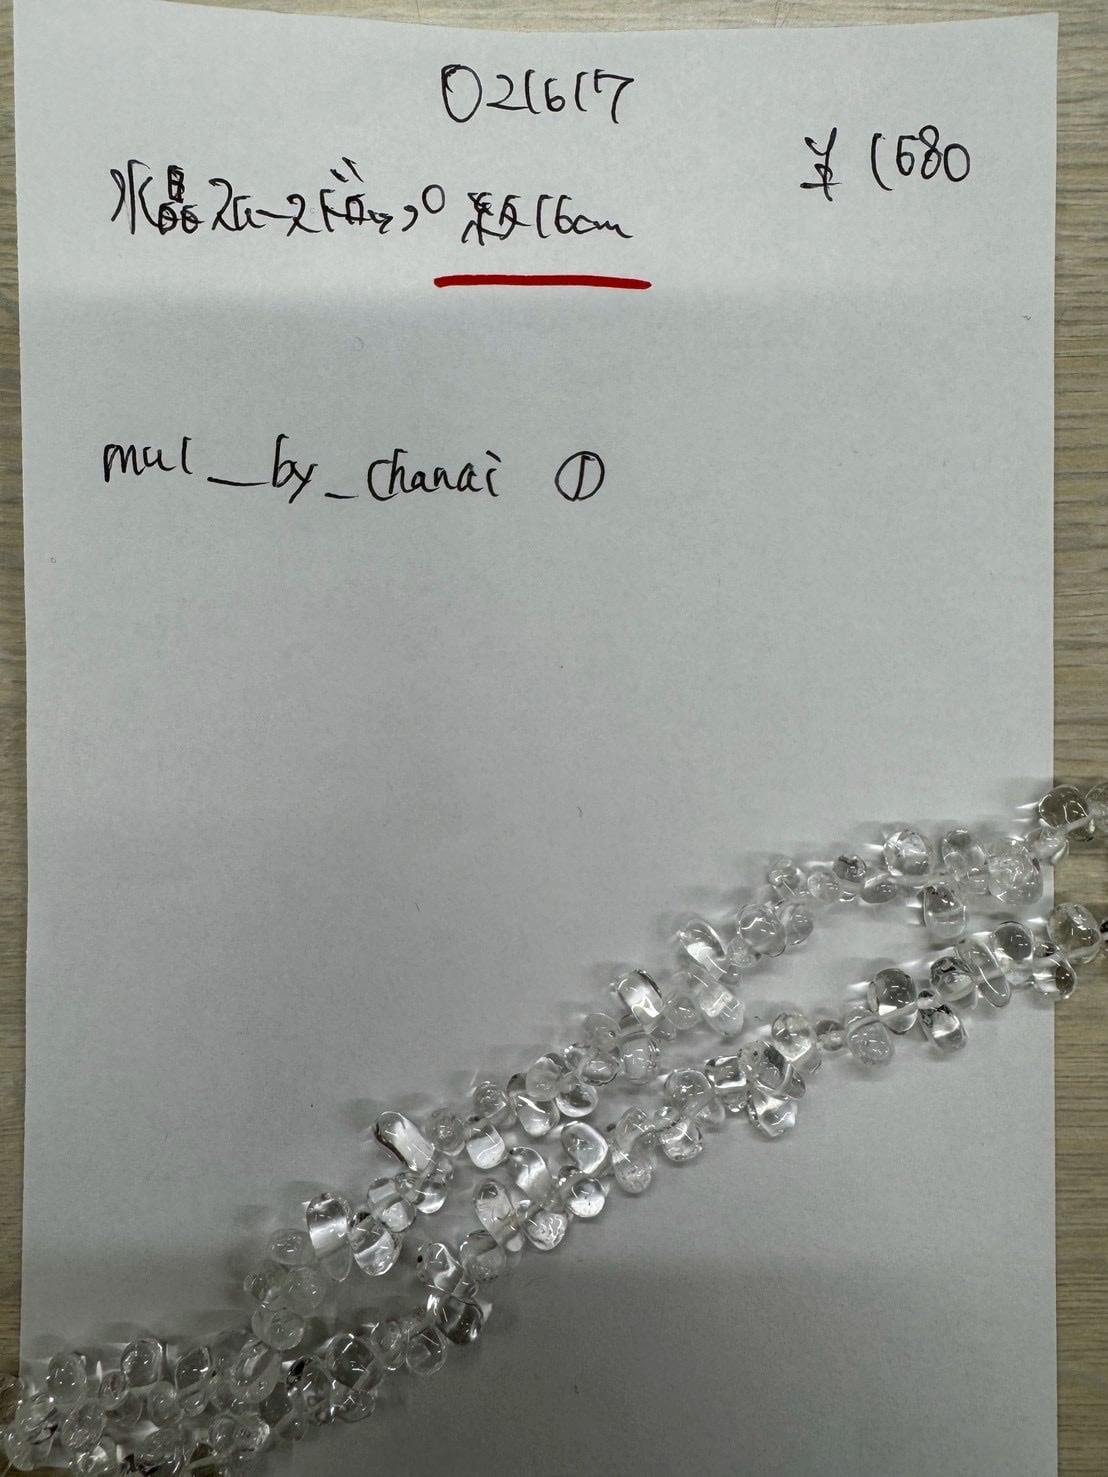 021617
¥1680
水晶 スムースドロップ 約16cm
mul_by_chanai ①